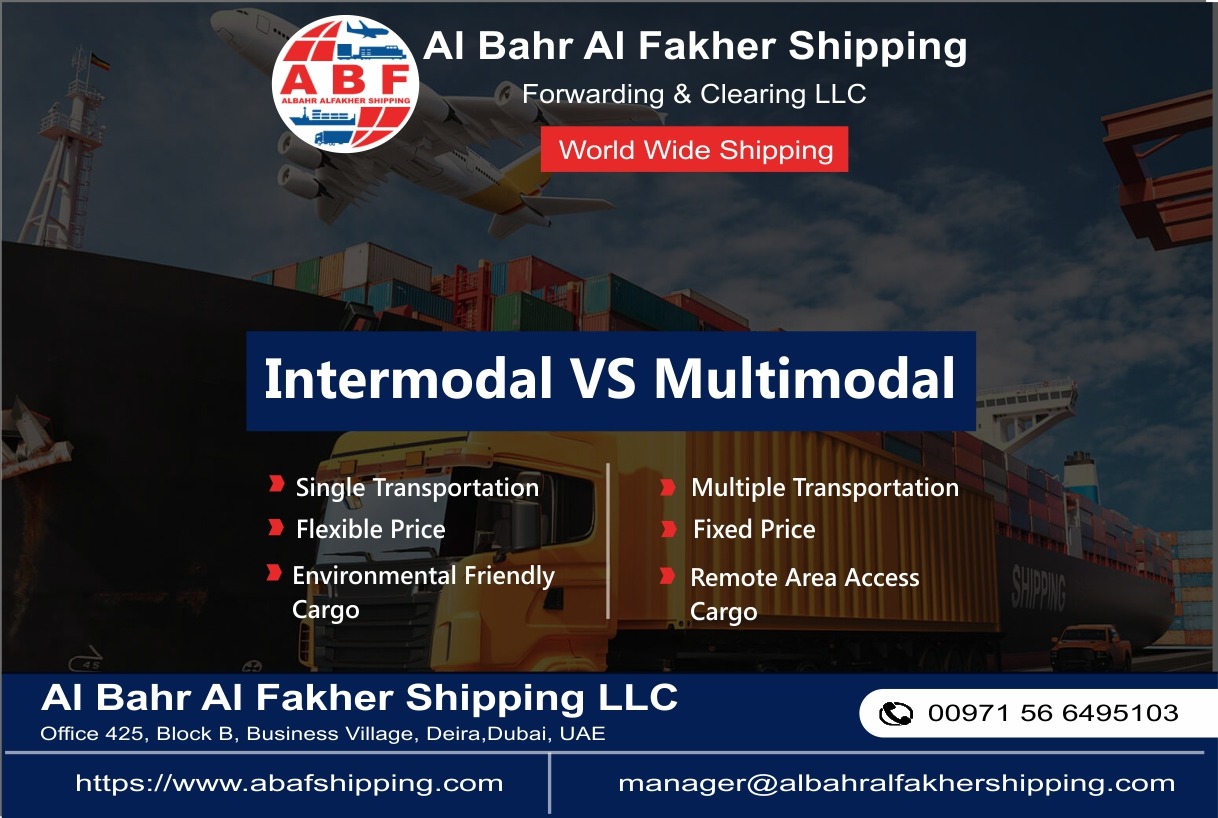 ABF
ALBAHR ALFAKHER SHIPPING
Al Bahr Al Fakher Shipping
Forwarding & Clearing LLC
World Wide Shipping
Intermodal VS Multimodal
Single Transportation
Flexible Price
Environmental Friendly
Cargo
Multiple Transportation
Fixed Price
Remote Area Access
Cargo
SHIPPING
45
Al Bahr Al Fakher Shipping LLC
Office 425, Block B, Business Village, Deira,Dubai, UAE
00971 56 6495103
https://www.abafshipping.com
manager@albahralfakhershipping.com